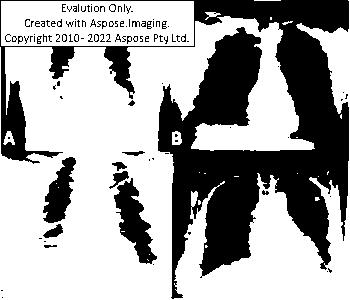 Evalution Only.
Created with Aspose.Imaging.
Copyright 2010- 2022 Aspose Pty Ltd.
A
B